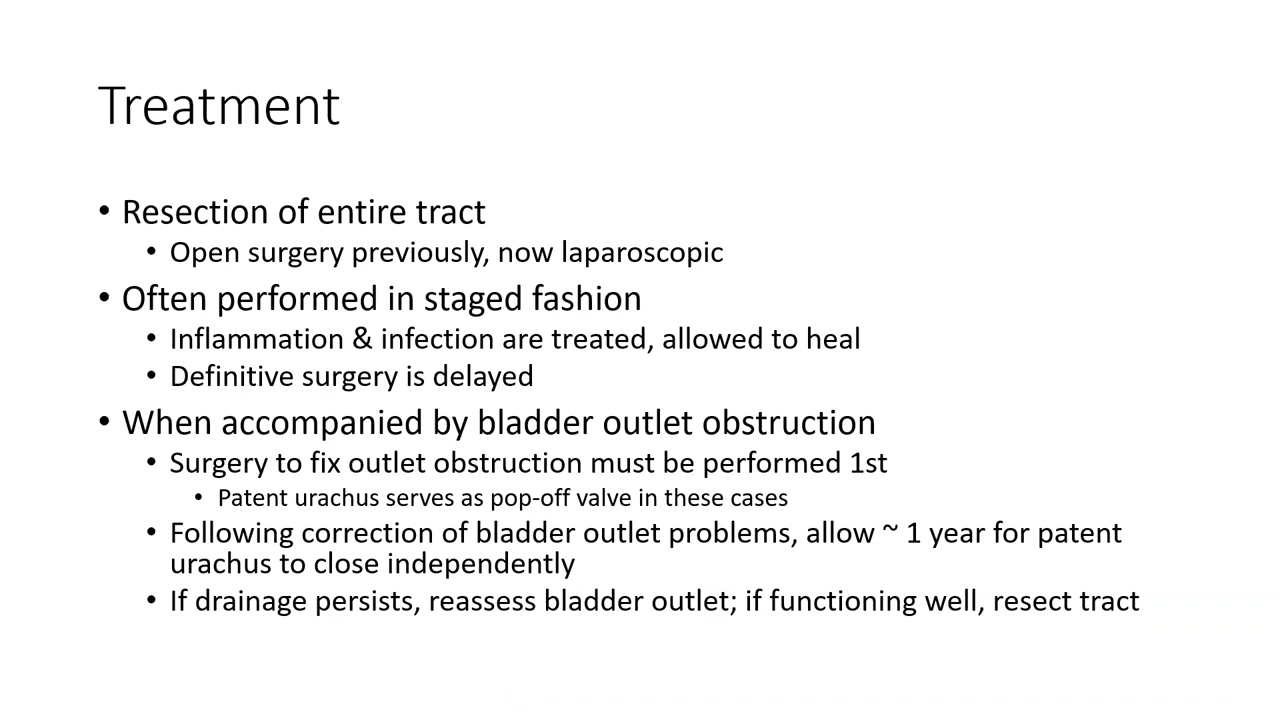 Treatment
• Resection of entire tract
• Open surgery previously, now laparoscopic
• Often performed in staged fashion
• Inflammation & infection are treated, allowed to heal
• Definitive surgery is delayed
• When accompanied by bladder outlet obstruction
• Surgery to fix outlet obstruction must be performed 1st
• Patent urachus serves as pop-off valve in these cases
• Following correction of bladder outlet problems, allow ~ 1 year for patent
urachus to close independently
• If drainage persists, reassess bladder outlet; if functioning well, resect tract